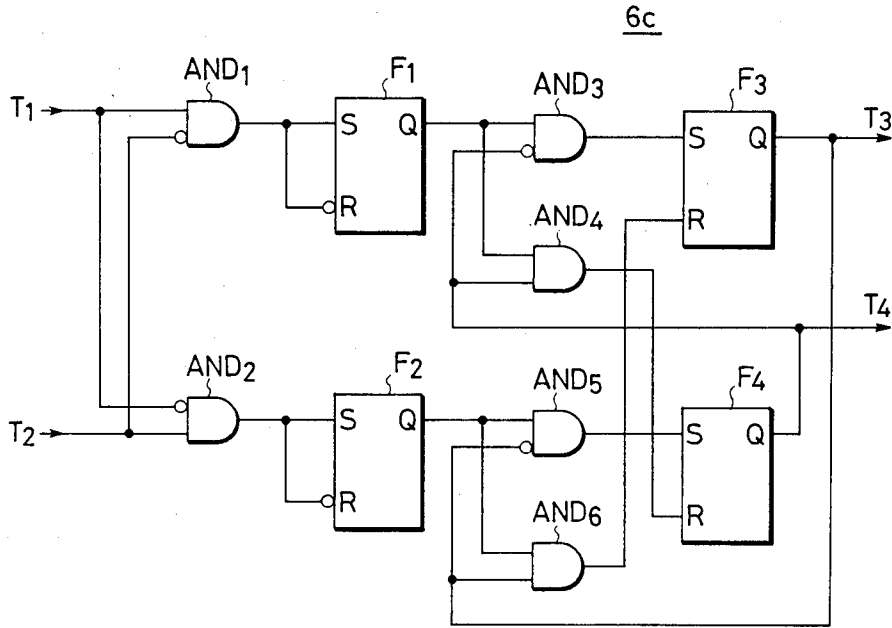 6c
AND1
F1
AND3
F3
T1
S
Q
S
Q
T3
R
AND4
R
T4
AND2
F2
AND5
F4
T2
S
Q
S
Q
R
AND6
R